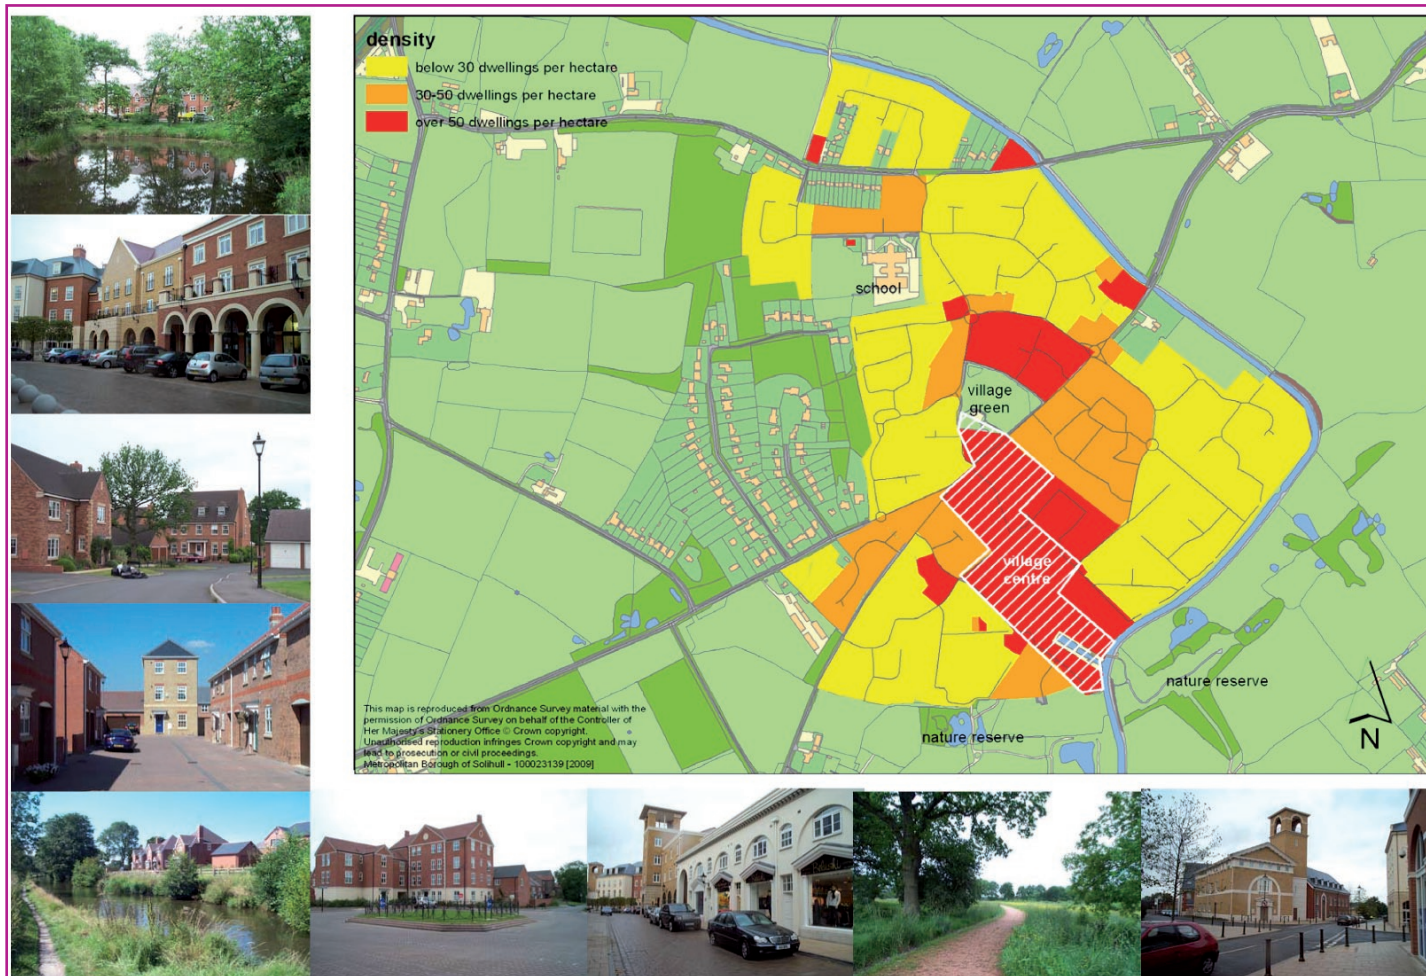 density
below 30 dwellings per hectare
30-50 dwellings per hectare
over 50 dwellings per hectare
school
village
green
village
centre
nature reserve
nature reserve
This map is reproduced from Ordnance Survey material with the
permission of Ordnance Survey on behalf of the Controller of
Her Majesty's Stationery Office © Crown copyright.
Unauthorised reproduction infringes Crown copyright and may
lead to prosecution or civil proceedings.
Metropolitan Borough of Solihull - 100023139 [2009]
N